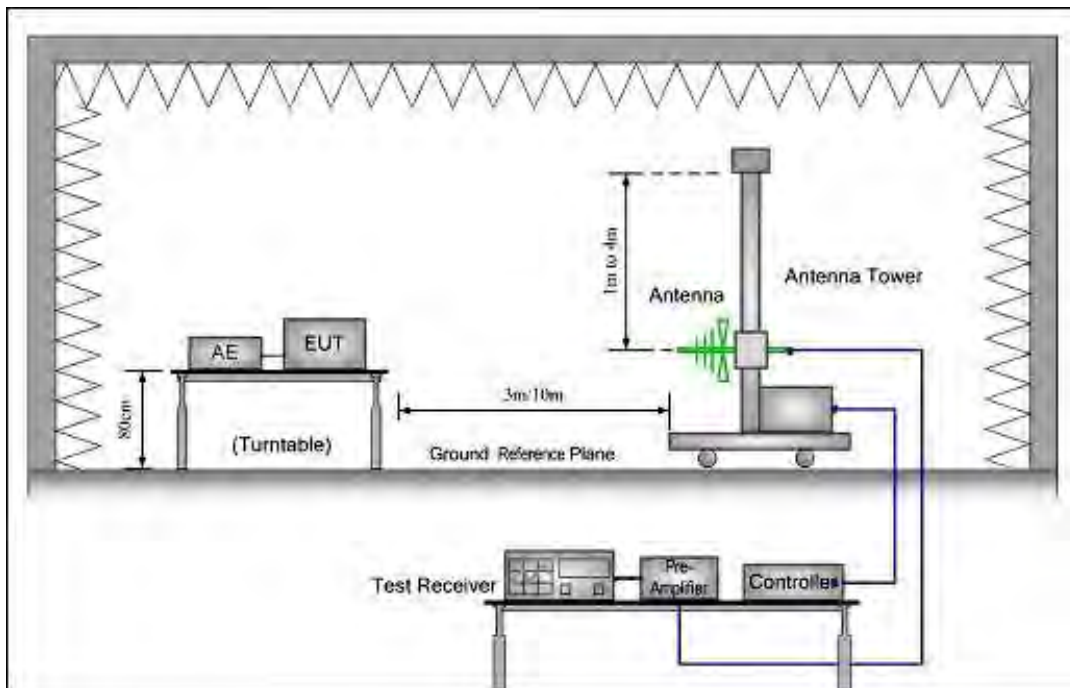 1m to 4m
Antenna Tower
Antenna
AE
EUT
3m/10m
80cm
(Turntable)
Ground Reference Plane
Test Receiver
Pre-
Amplifier
Controller